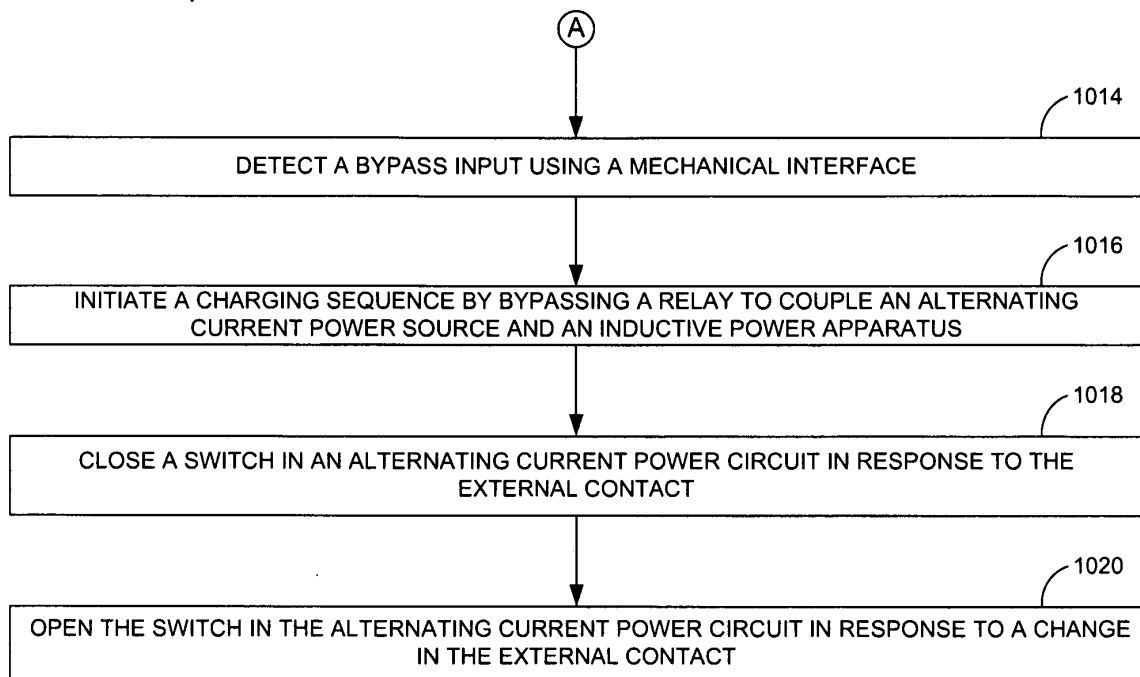 A
1014
DETECT A BYPASS INPUT USING A MECHANICAL INTERFACE
1016
INITIATE A CHARGING SEQUENCE BY BYPASSING A RELAY TO COUPLE AN ALTERNATING
CURRENT POWER SOURCE AND AN INDUCTIVE POWER APPARATUS
1018
CLOSE A SWITCH IN AN ALTERNATING CURRENT POWER CIRCUIT IN RESPONSE TO THE
EXTERNAL CONTACT
1020
OPEN THE SWITCH IN THE ALTERNATING CURRENT POWER CIRCUIT IN RESPONSE TO A CHANGE
IN THE EXTERNAL CONTACT